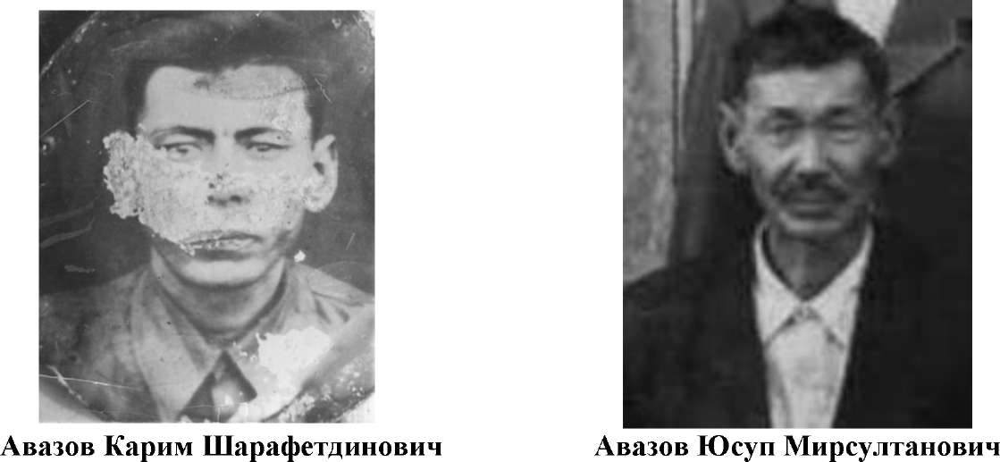 Авазов Карим Шарафетдинович
Авазов Юсуп Мирсултанович